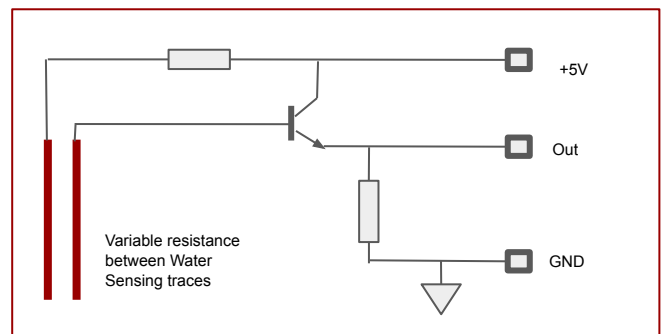 +5V
Out
Variable resistance
between Water
Sensing traces
GND